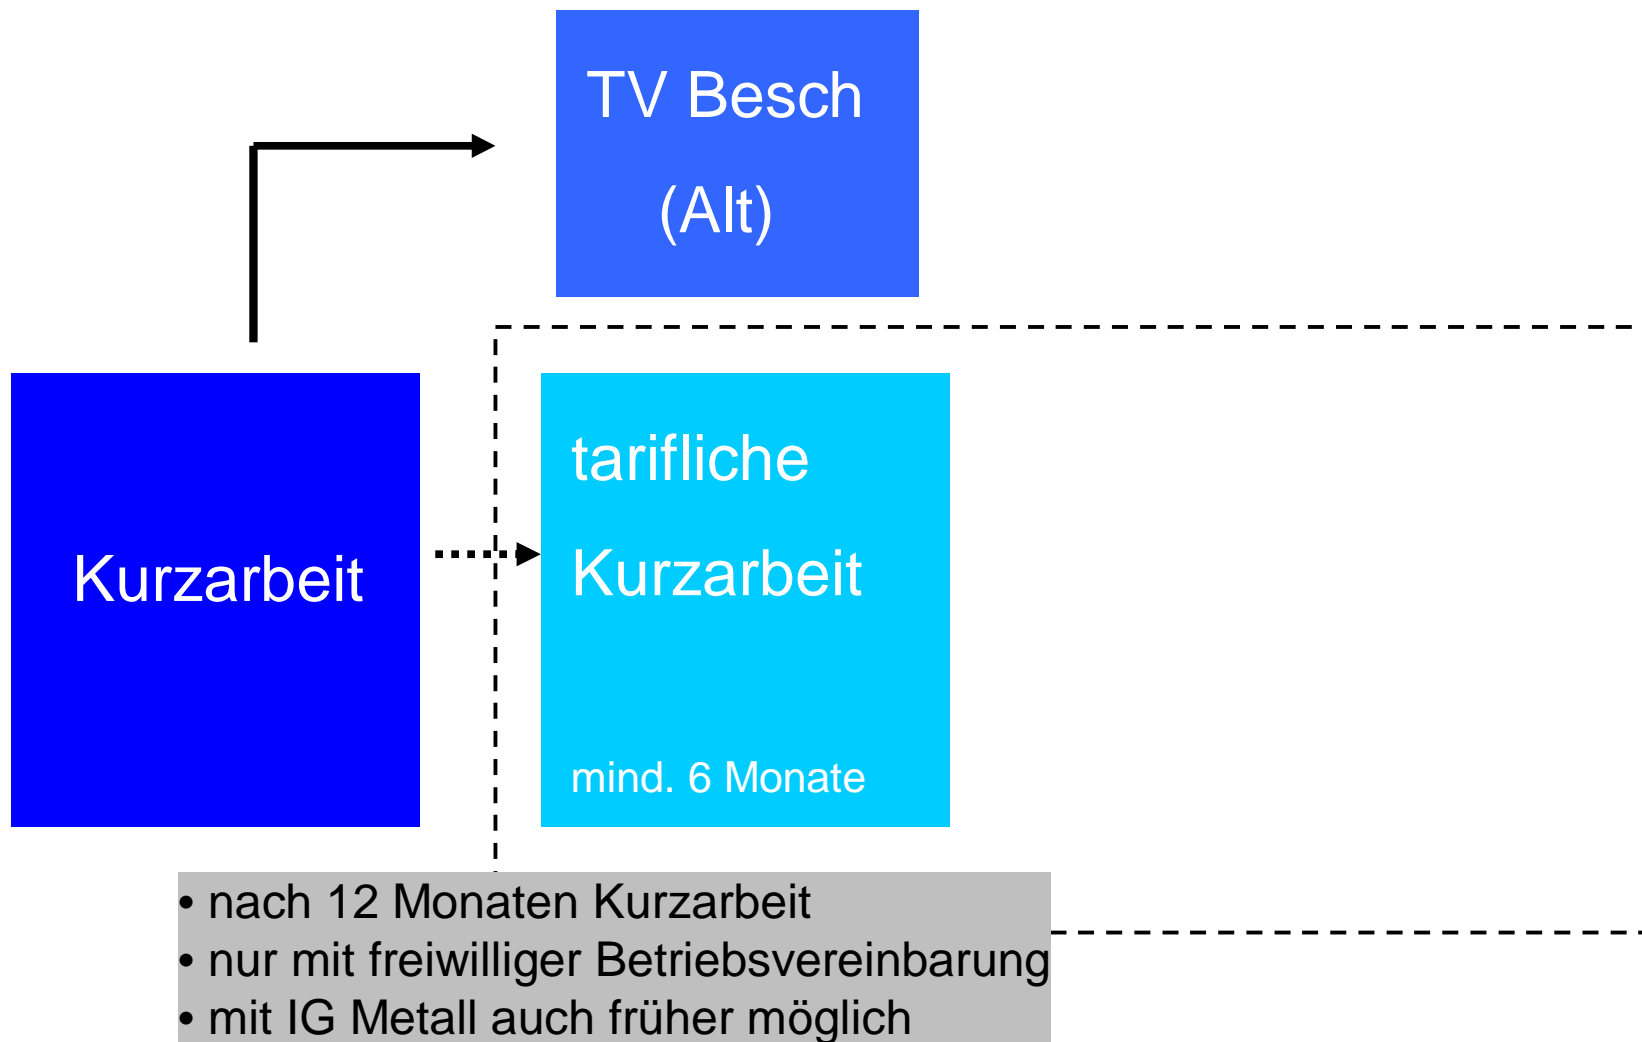 TV Besch
(Alt)
Kurzarbeit
tarifliche
Kurzarbeit
mind. 6 Monate
• nach 12 Monaten Kurzarbeit
• nur mit freiwilliger Betriebsvereinbarung
• mit IG Metall auch früher möglich